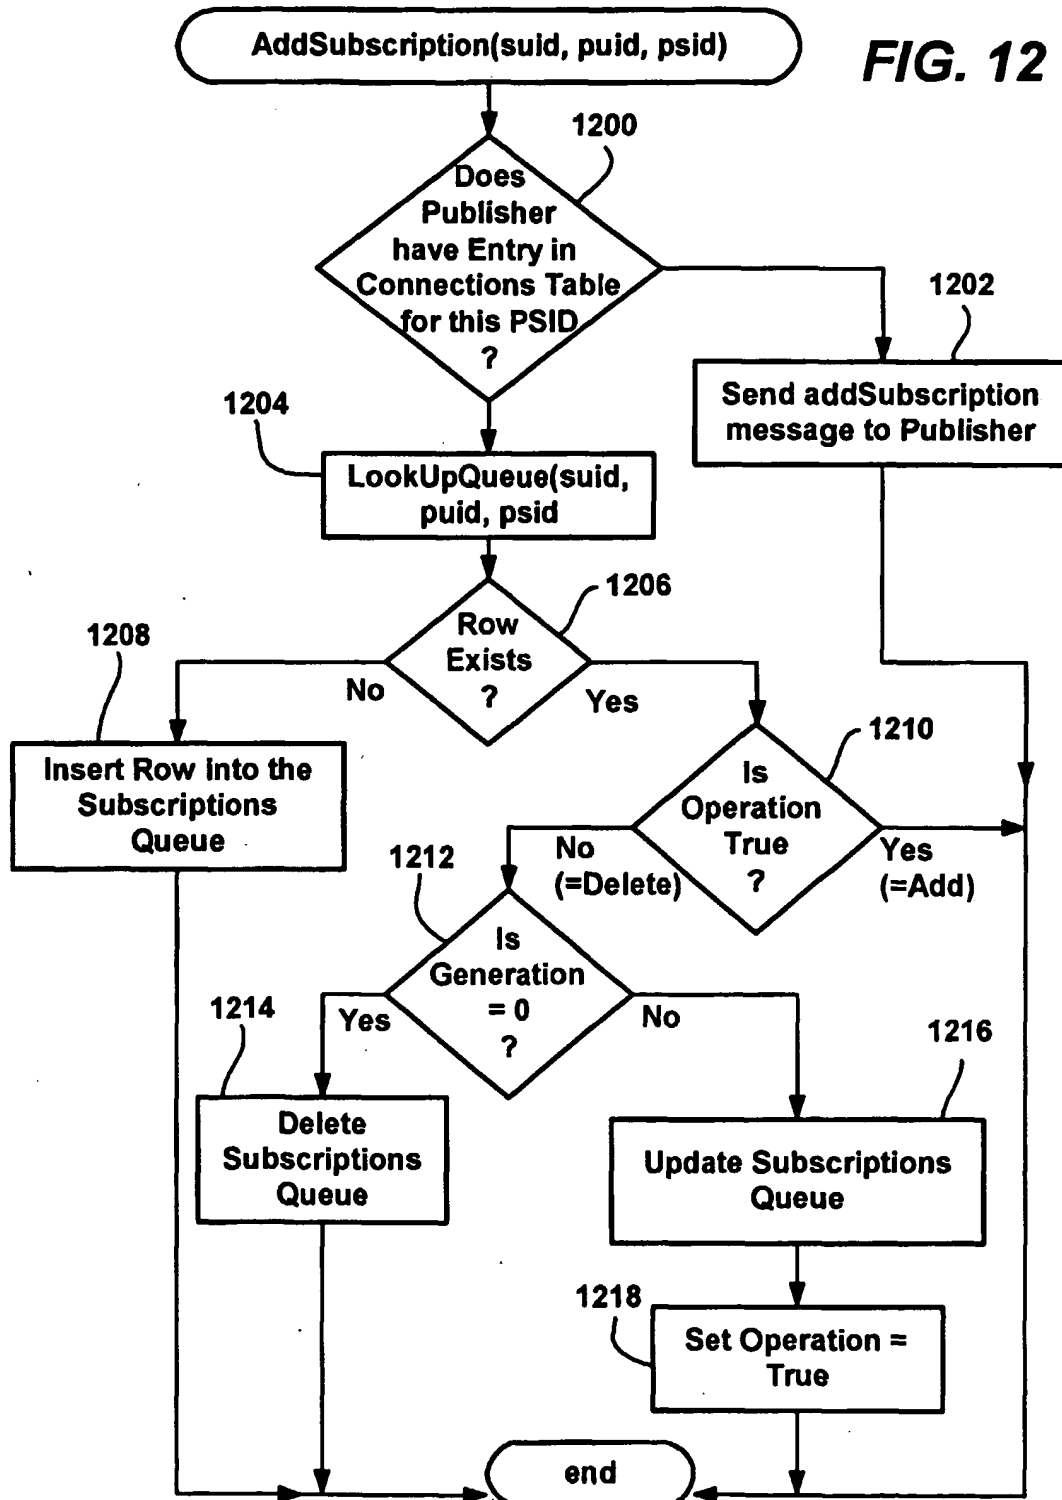 AddSubscription(suid, puid, psid)
FIG. 12
1200
Does
Publisher
have Entry in
Connections Table
for this PSID
?
1202
Send addSubscription
message to Publisher
1204
LookUpQueue(suid,
puid, psid
1206
Row
Exists
?
No
Yes
1208
Insert Row into the
Subscriptions
Queue
1210
Is
Operation
True
?
No
(=Delete)
Yes
(=Add)
1212
Is
Generation
= 0
?
Yes
No
1214
Delete
Subscriptions
Queue
1216
Update Subscriptions
Queue
1218
Set Operation =
True
end